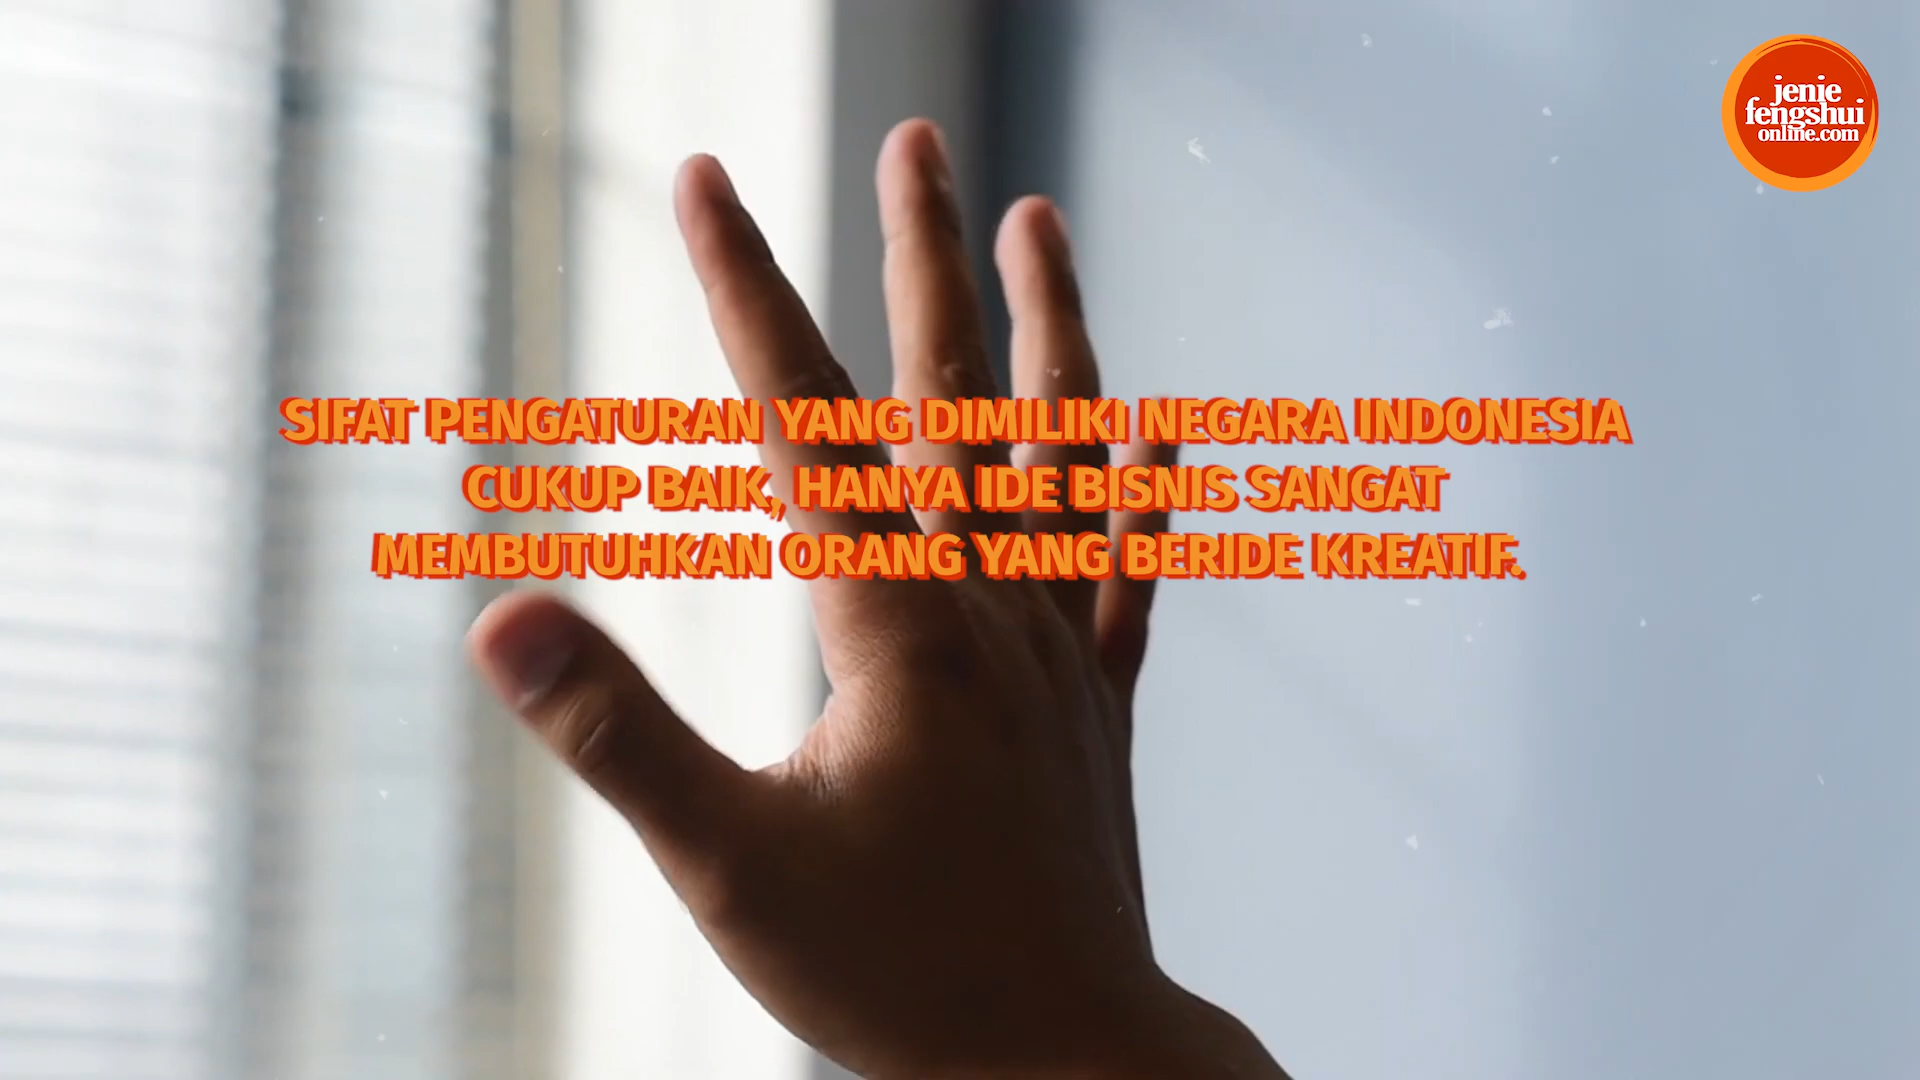 jenie
fengshui
online.com
SIFAT PENGATURAN YANG DIMILIKI NEGARA INDONESIA
CUKUP BAIK, HANYA IDE BISNIS SANGAT
MEMBUTUHKAN ORANG YANG BERIDE KREATIF.